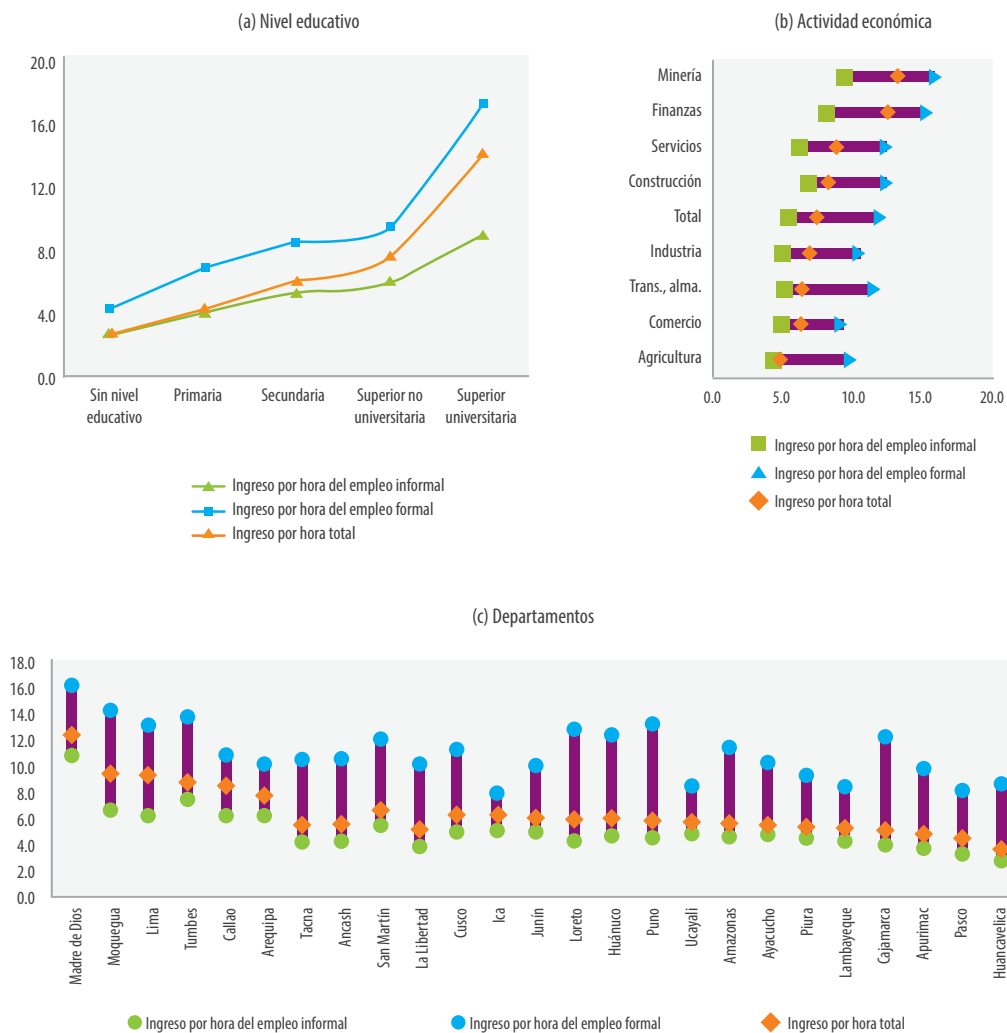 (a) Nivel educativo
20.0
16.0
12.0
8.0
4.0
0.0
Sin nivel
educativo
Primaria
Secundaria
Superior no
universitaria
Superior
universitaria
Ingreso por hora del empleo informal
Ingreso por hora del empleo formal
Ingreso por hora total
(b) Actividad económica
Minería
Finanzas
Servicios
Construcción
Total
Industria
Trans., alma.
Comercio
Agricultura
0.0 5.0 10.0 15.0 20.0
Ingreso por hora del empleo informal
Ingreso por hora del empleo formal
Ingreso por hora total
(c) Departamentos
18.0
16.0
14.0
12.0
10.0
8.0
6.0
4.0
2.0
0.0
Madre de Dios
Moquegua
Lima
Tumbes
Callao
Arequipa
Tacna
Ancash
San Martín
La Libertad
Cusco
Ica
Junín
Loreto
Huánuco
Puno
Ucayali
Amazonas
Ayacucho
Piura
Lambayeque
Cajamarca
Apurimac
Pasco
Huancavelica
Ingreso por hora del empleo informal
Ingreso por hora del empleo formal
Ingreso por hora total